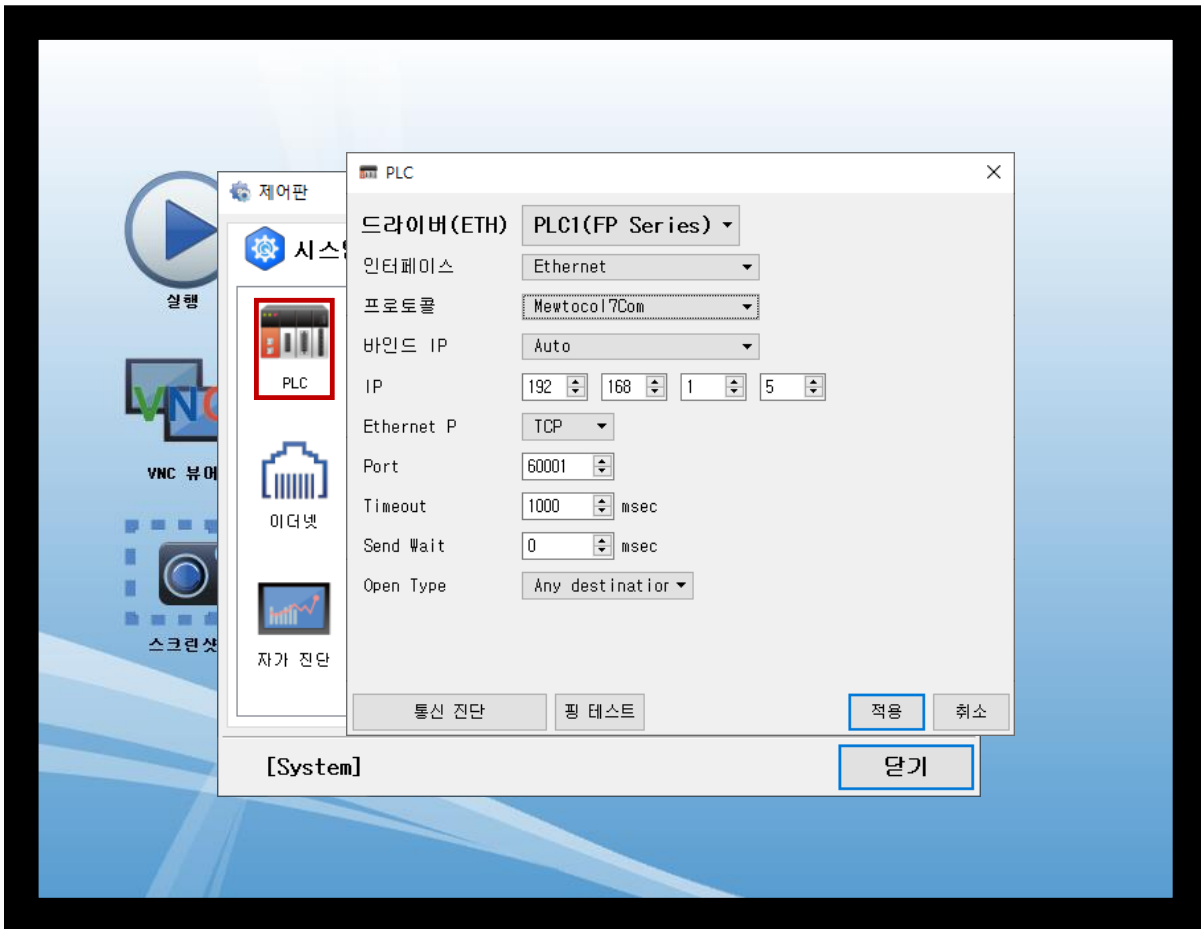 실행
VNC 뷰어
스크린샷
제어판
시스
PLC
이더넷
자가 진단
[System]
닫기
PLC
드라이버(ETH) PLC1(FP Series)
인터페이스 Ethernet
프로토콜 Mewtocol7Com
바인드 IP Auto
IP 192 168 1 5
Ethernet P TCP
Port 60001
Timeout 1000 msec
Send Wait 0 msec
Open Type Any destination
통신 진단 핑 테스트 적용 취소